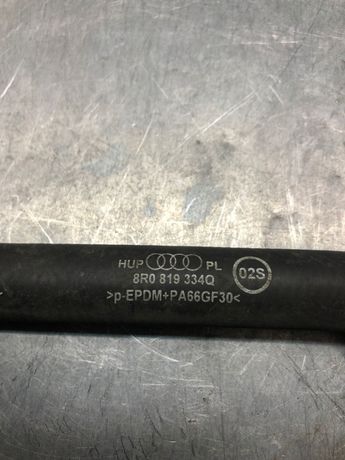 HUP PL
8R0 819 334Q
>p-EPDM+PA66GF30<
02S